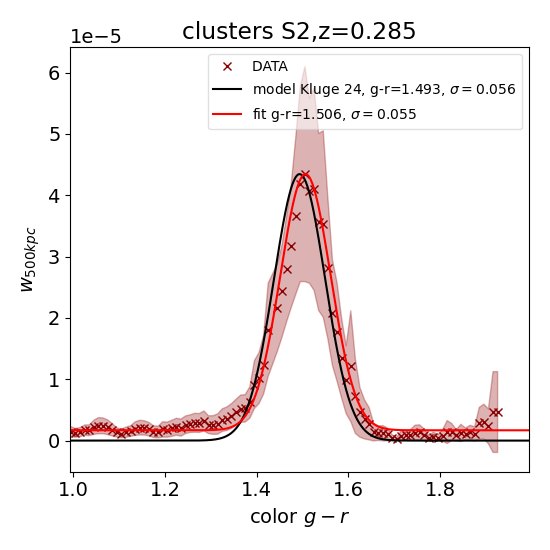 clusters S2,z=0.285
1e−5
DATA
model Kluge 24, g-r=1.493, σ = 0.056
fit g-r=1.506, σ = 0.055
6
5
4
3
2
1
0
w500kpc
1.0 1.2 1.4 1.6 1.8
color g − r